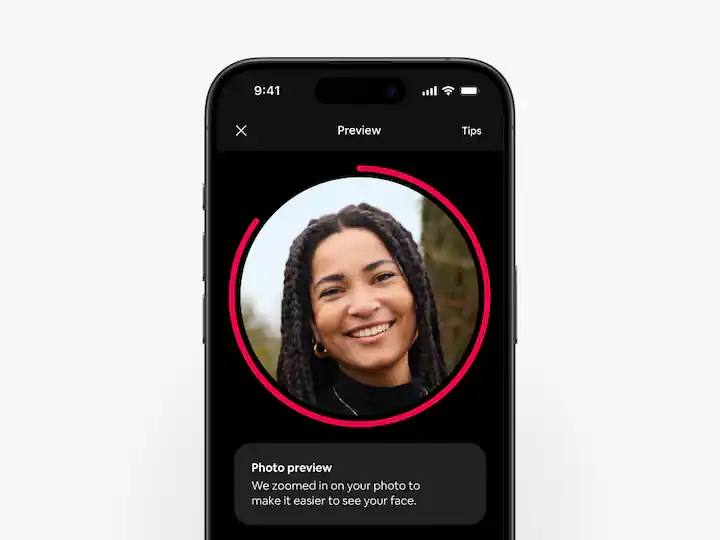 9:41
Preview
Tips
Photo preview
We zoomed in on your photo to
make it easier to see your face.